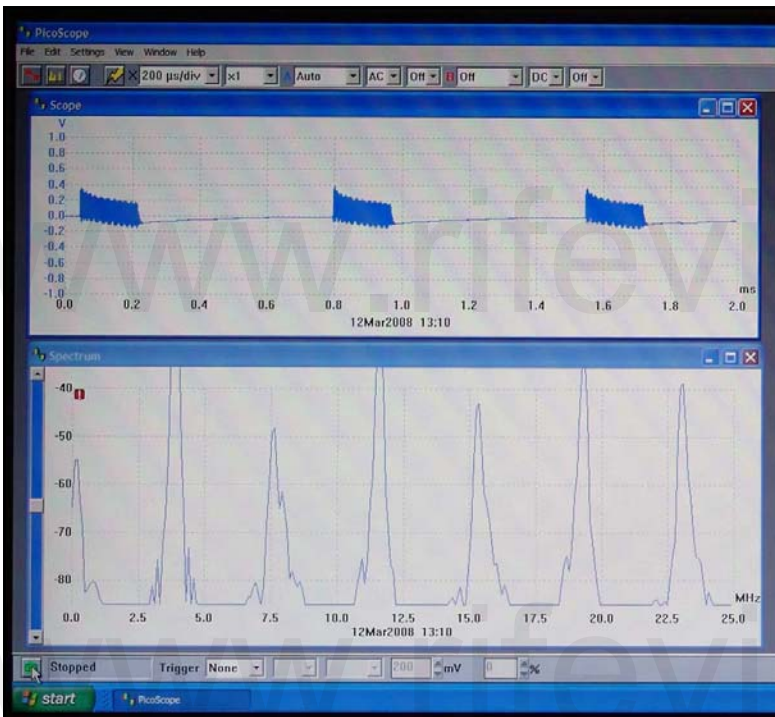 PicoScope
File Edit Settings View Window Help
200 µs/div x1 A Auto AC Off B Off DC Off
Scope
V
1.0
0.8
0.6
0.4
0.2
0.0
-0.2
-0.4
-0.6
-0.8
-1.0
ms
0.0 0.2 0.4 0.6 0.8 1.0 1.2 1.4 1.6 1.8 2.0
12Mar2008 13:10
www.rifevi
Spectrum
-40
-50
-60
-70
-80
MHz
0.0 2.5 5.0 7.5 10.0 12.5 15.0 17.5 20.0 22.5 25.0
12Mar2008 13:10
Stopped Trigger None 200 mV 0 %
www.rifevi
start PicoScope